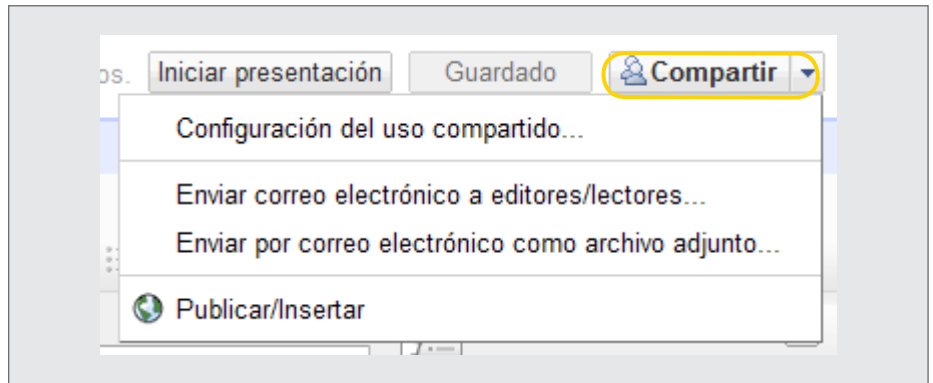 os. Iniciar presentación Guardado Compartir
Configuración del uso compartido...
Enviar correo electrónico a editores/lectores...
Enviar por correo electrónico como archivo adjunto...
Publicar/Insertar